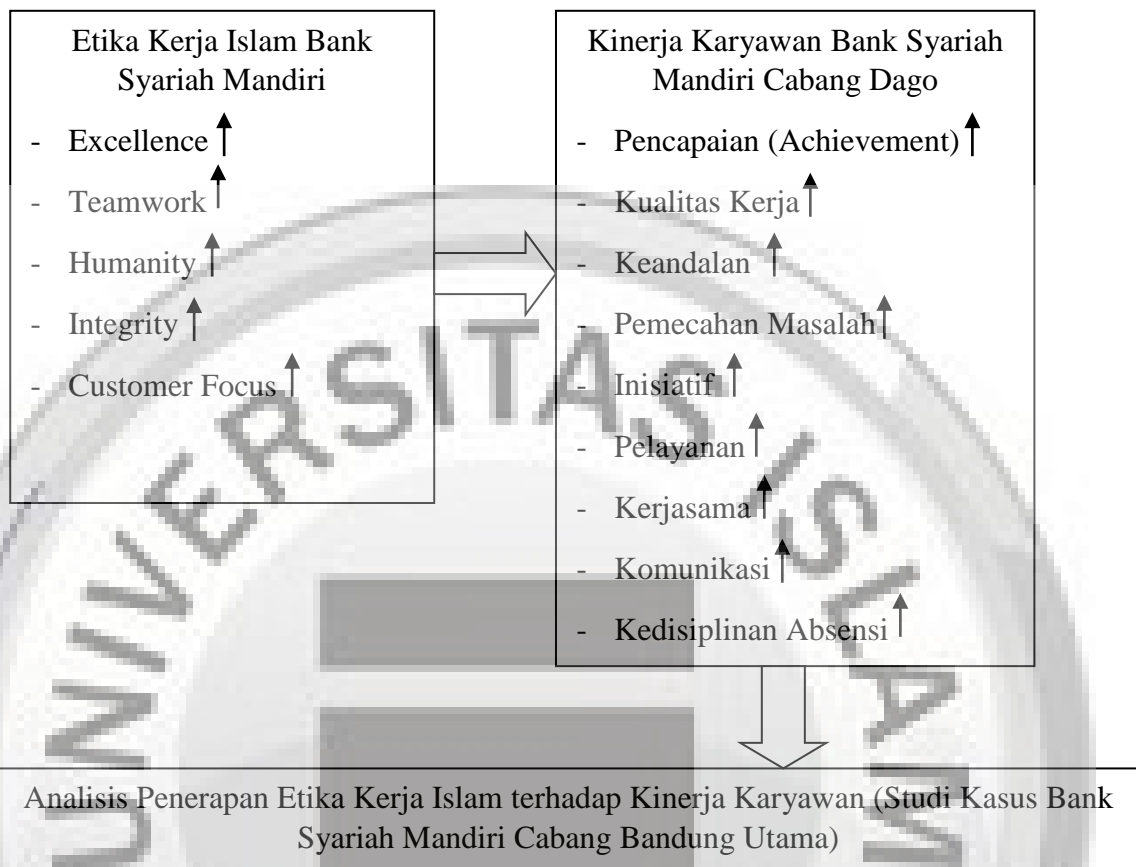 Etika Kerja Islam Bank
Syariah Mandiri
- Excellence
- Teamwork
- Humanity
- Integrity
- Customer Focus
Kinerja Karyawan Bank Syariah
Mandiri Cabang Dago
- Pencapaian (Achievement)
- Kualitas Kerja
- Keandalan
- Pemecahan Masalah
- Inisiatif
- Pelayanan
- Kerjasama
- Komunikasi
- Kedisiplinan Absensi
Analisis Penerapan Etika Kerja Islam terhadap Kinerja Karyawan (Studi Kasus Bank
Syariah Mandiri Cabang Bandung Utama)
UNIVERSITAS ISLAM